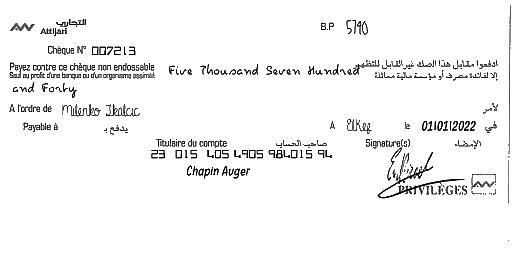 التجاري
Attijari
B.P 5740
Chèque N° 007213
Payez contre ce chèque non endossable
Sauf au profit d'une banque ou d'un organisme assimilé
Five Thousand Seven Hundred
ادفعوا مقابل هذا الصك غير القابل للتظهير
إلا لفائدة مصرف أو مؤسسة مالية مماثلة
and Forty
A l'ordre de Milenko Zkalcic لأمر
Payable à يدفع بـ A ElKef le 01/01/2022 في
Titulaire du compte صاحب الحساب Signature(s) الإمضاء
23 015 405 4905 984015 94
Chapin Auger
PRIVILÈGES